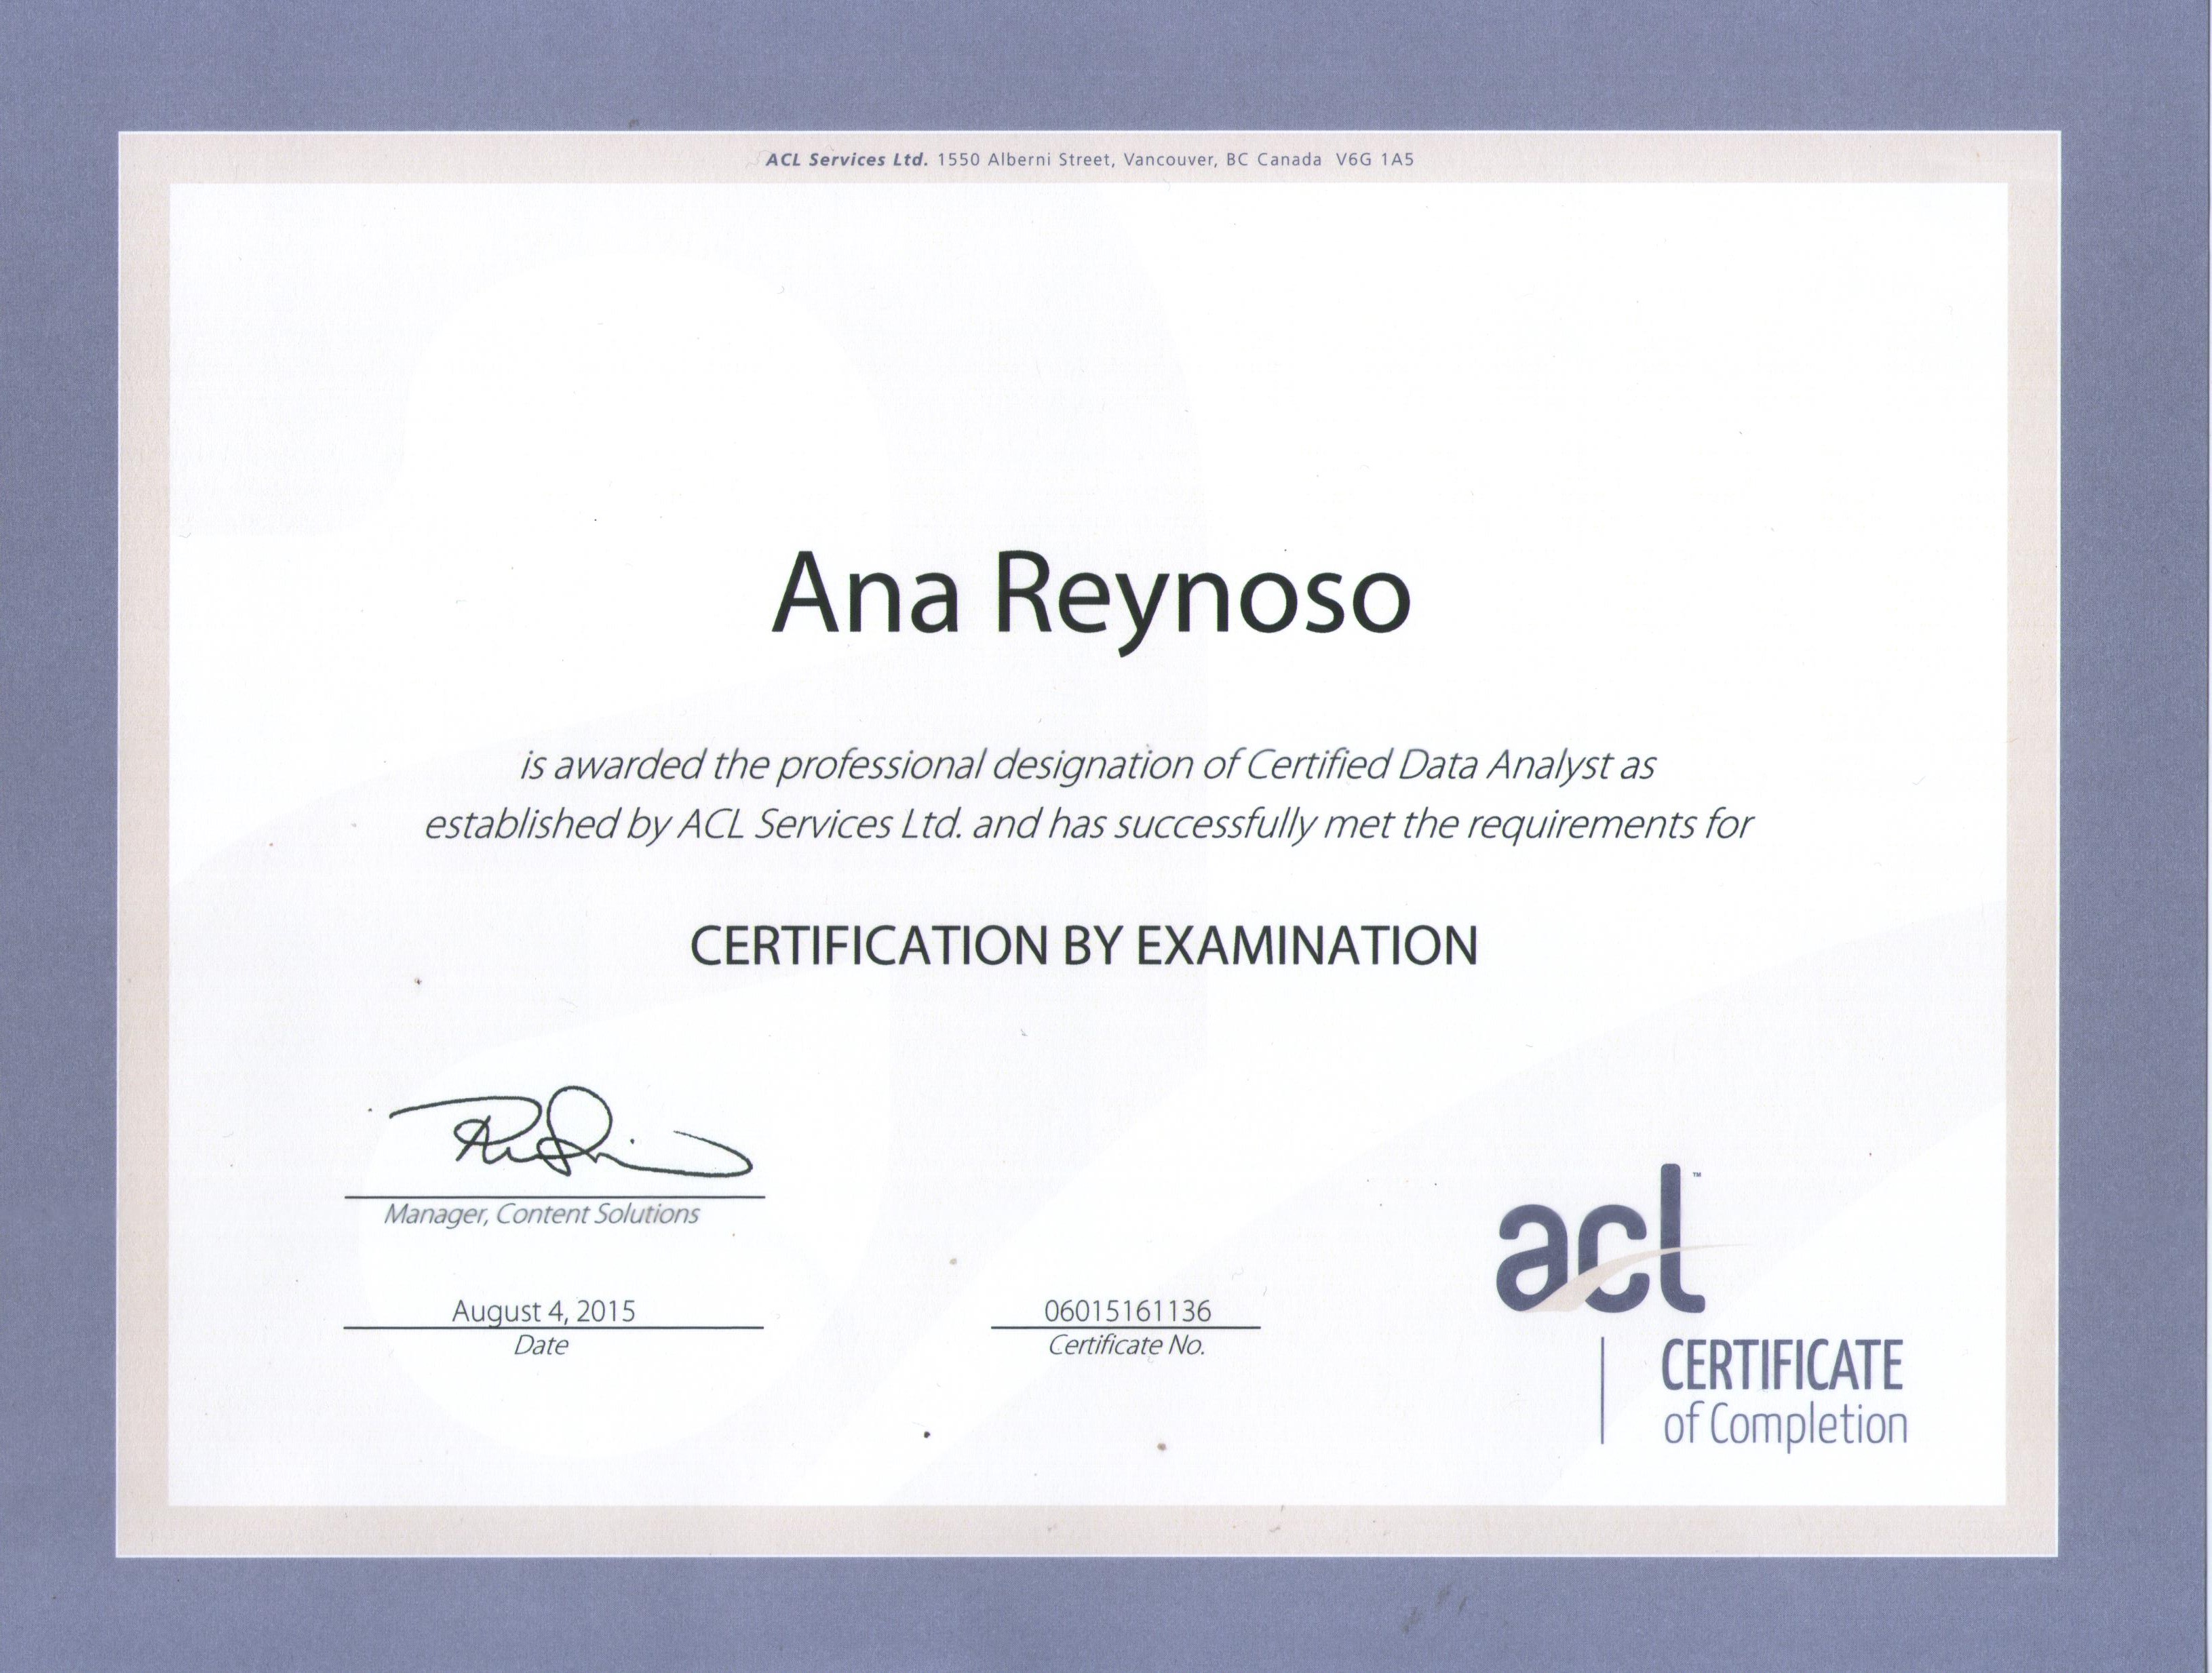 ACL Services Ltd. 1550 Alberni Street, Vancouver, BC Canada V6G 1A5
Ana Reynoso
is awarded the professional designation of Certified Data Analyst as
established by ACL Services Ltd. and has successfully met the requirements for
CERTIFICATION BY EXAMINATION
Manager, Content Solutions
August 4, 2015
Date
06015161136
Certificate No.
acl™
CERTIFICATE
of Completion